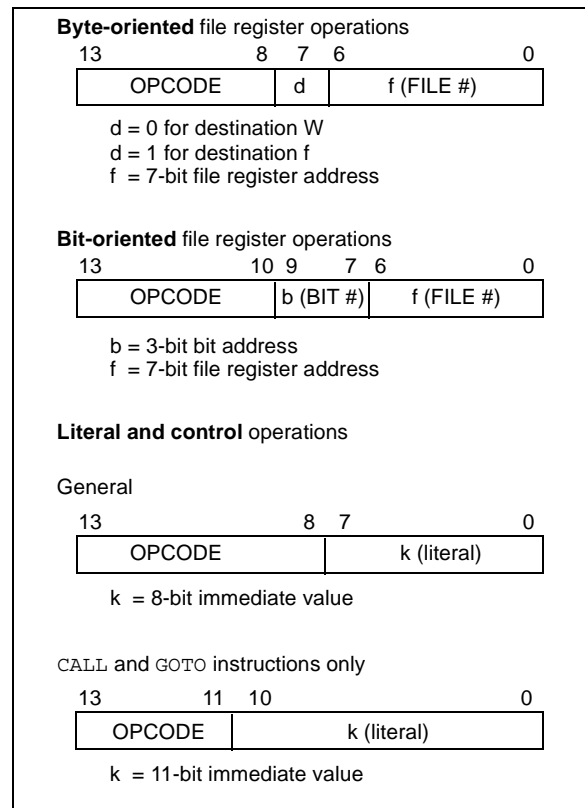 Byte-oriented file register operations
13 8 7 6 0
OPCODE d f (FILE #)
d = 0 for destination W
d = 1 for destination f
f = 7-bit file register address
Bit-oriented file register operations
13 10 9 7 6 0
OPCODE b (BIT #) f (FILE #)
b = 3-bit bit address
f = 7-bit file register address
Literal and control operations
General
13 8 7 0
OPCODE k (literal)
k = 8-bit immediate value
CALL and GOTO instructions only
13 11 10 0
OPCODE k (literal)
k = 11-bit immediate value